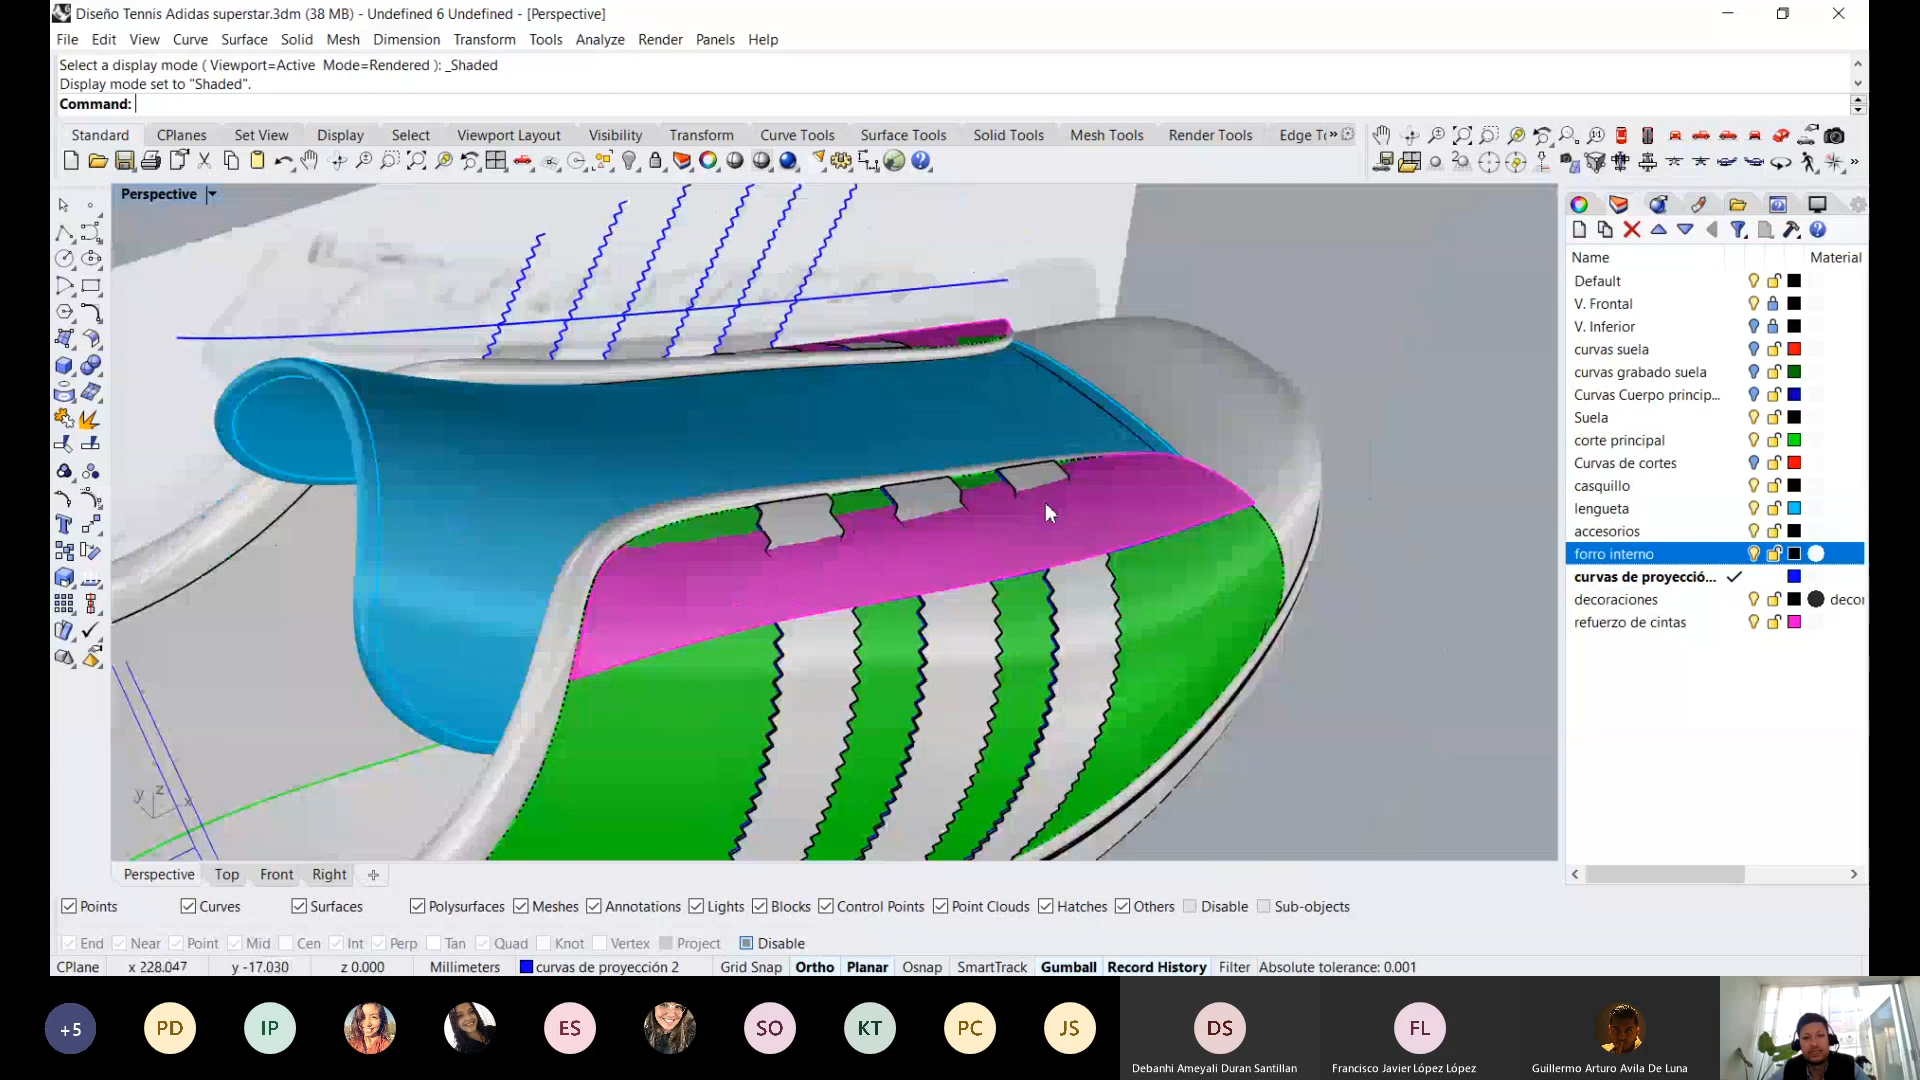 Diseño Tennis Adidas superstar.3dm (38 MB) - Undefined 6 Undefined - [Perspective]
File Edit View Curve Surface Solid Mesh Dimension Transform Tools Analyze Render Panels Help
Select a display mode ( Viewport=Active Mode=Rendered ): _Shaded
Display mode set to "Shaded".
Command:
Standard CPlanes Set View Display Select Viewport Layout Visibility Transform Curve Tools Surface Tools Solid Tools Mesh Tools Render Tools Edge To »
Perspective
Name Material
Default
V. Frontal
V. Inferior
curvas suela
curvas grabado suela
Curvas Cuerpo princip...
Suela
corte principal
Curvas de cortes
casquillo
lengueta
accesorios
forro interno
curvas de proyecció...
decoraciones decor
refuerzo de cintas
y z x
Perspective Top Front Right
Points Curves Surfaces Polysurfaces Meshes Annotations Lights Blocks Control Points Point Clouds Hatches Others Disable Sub-objects
End Near Point Mid Cen Int Perp Tan Quad Knot Vertex Project Disable
CPlane x 228.047 y -17.030 z 0.000 Millimeters curvas de proyección 2 Grid Snap Ortho Planar Osnap SmartTrack Gumball Record History Filter Absolute tolerance: 0.001
+5 PD IP ES SO KT PC JS DS FL
Debanhi Ameyali Duran Santillan Francisco Javier López López Guillermo Arturo Avila De Luna